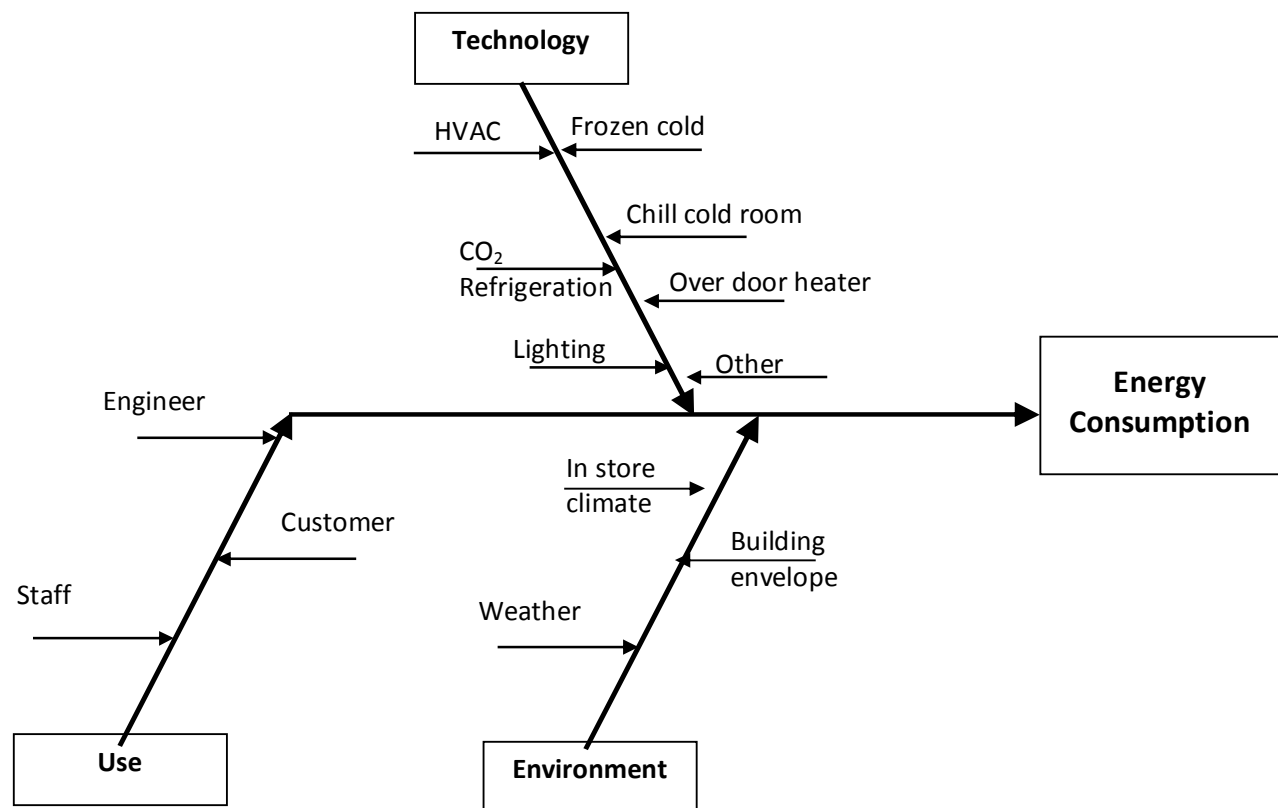 Technology
HVAC
Frozen cold
Chill cold room
CO₂
Refrigeration
Over door heater
Lighting
Other
Energy
Consumption
Engineer
In store
climate
Customer
Building
envelope
Staff
Weather
Use
Environment